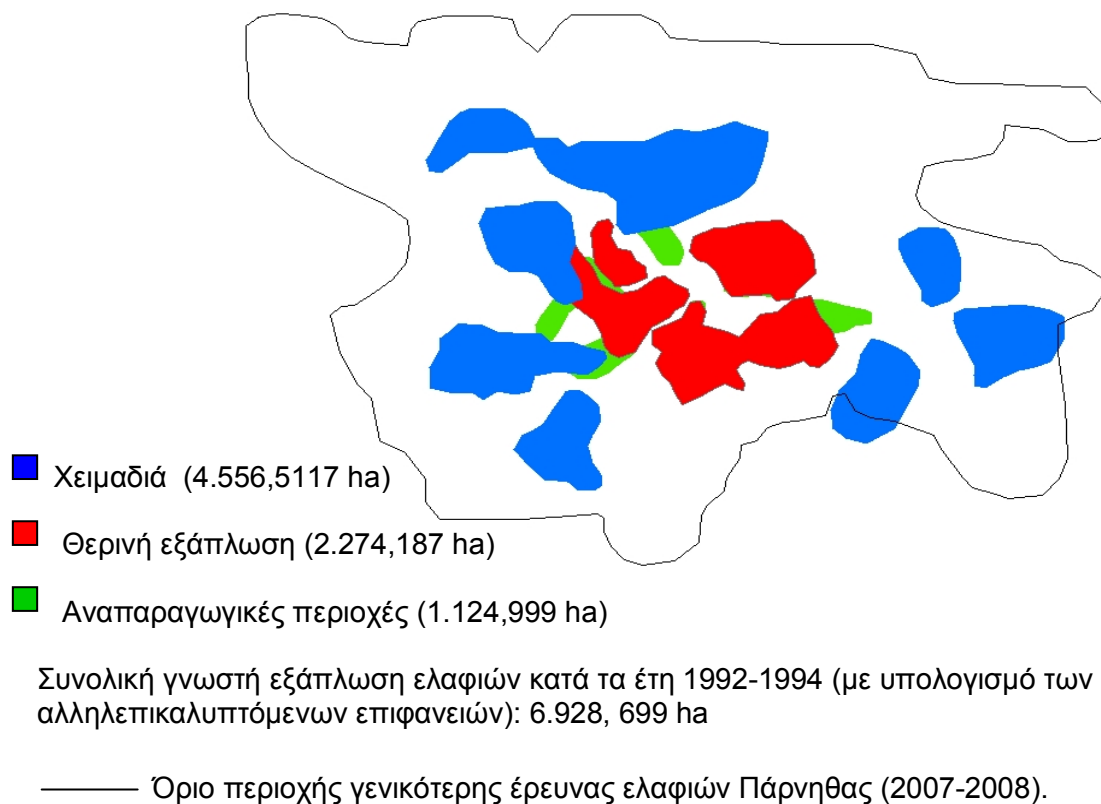 Χειμαδιά (4.556,5117 ha)
Θερινή εξάπλωση (2.274,187 ha)
Αναπαραγωγικές περιοχές (1.124,999 ha)
Συνολική γνωστή εξάπλωση ελαφιών κατά τα έτη 1992-1994 (με υπολογισμό των
αλληλεπικαλυπτόμενων επιφανειών): 6.928, 699 ha
Όριο περιοχής γενικότερης έρευνας ελαφιών Πάρνηθας (2007-2008).